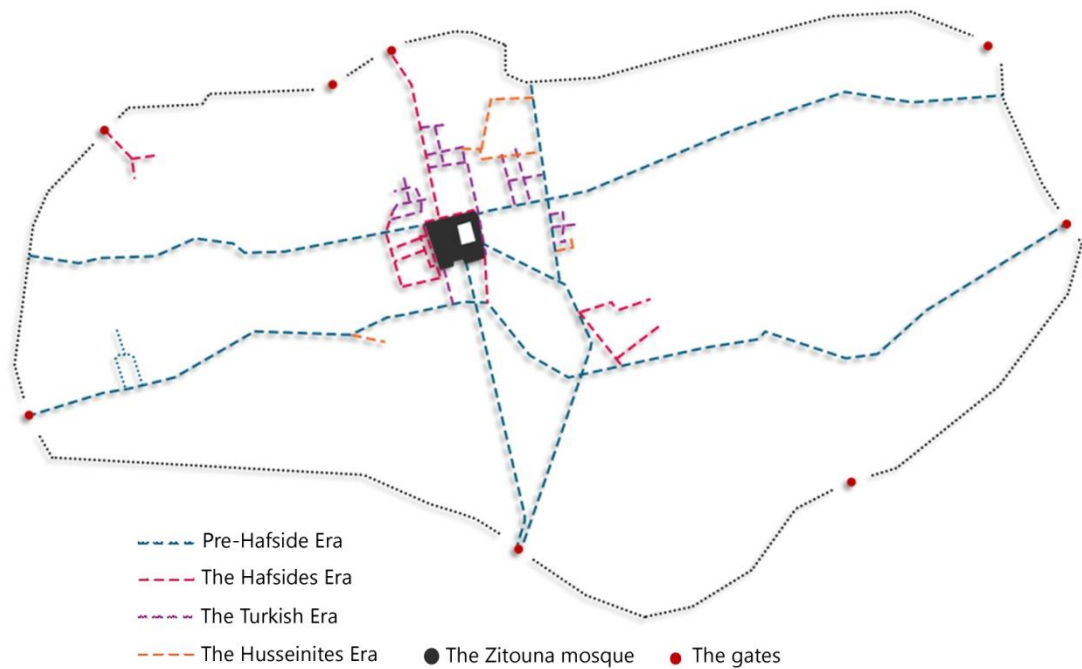 Pre-Hafside Era
The Hafsides Era
The Turkish Era
The Husseinites Era
The Zitouna mosque
The gates